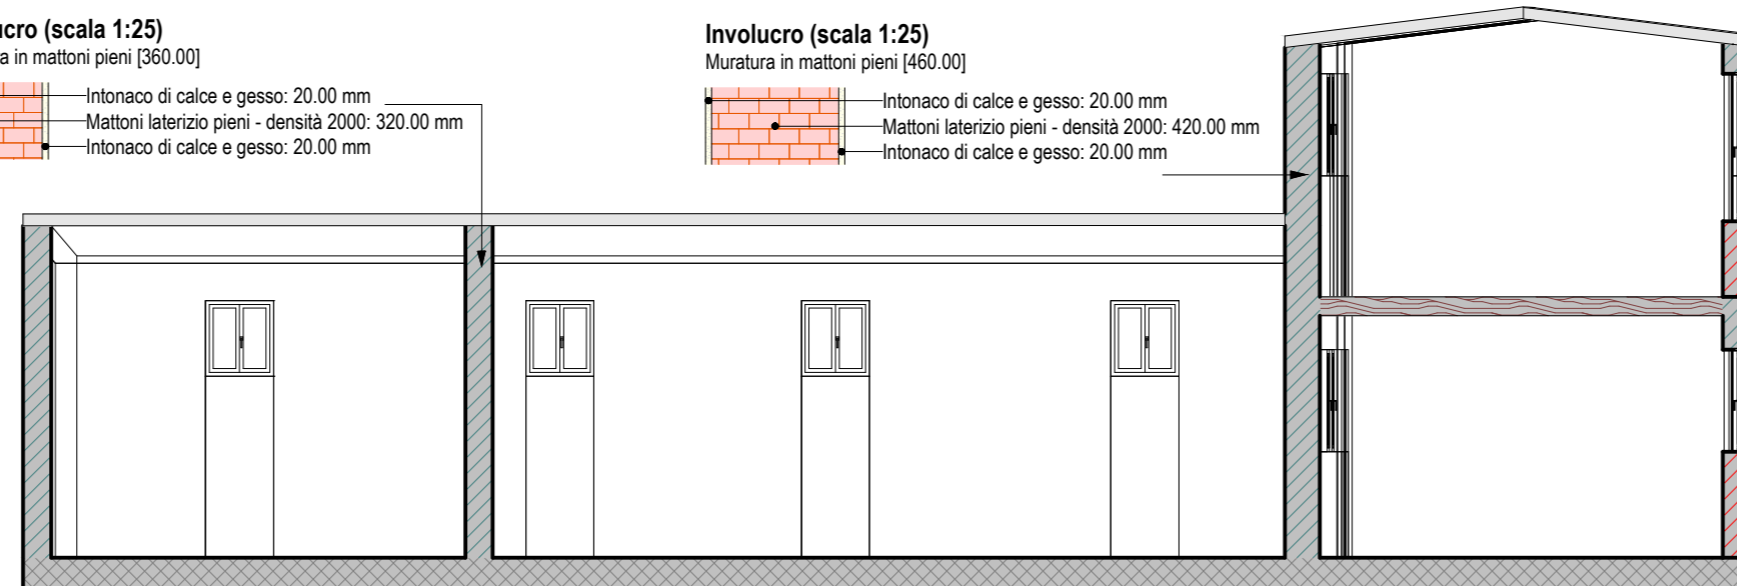 ucro (scala 1:25)
a in mattoni pieni [360.00]
Intonaco di calce e gesso: 20.00 mm
Mattoni laterizio pieni - densità 2000: 320.00 mm
Intonaco di calce e gesso: 20.00 mm
Involucro (scala 1:25)
Muratura in mattoni pieni [460.00]
Intonaco di calce e gesso: 20.00 mm
Mattoni laterizio pieni - densità 2000: 420.00 mm
Intonaco di calce e gesso: 20.00 mm